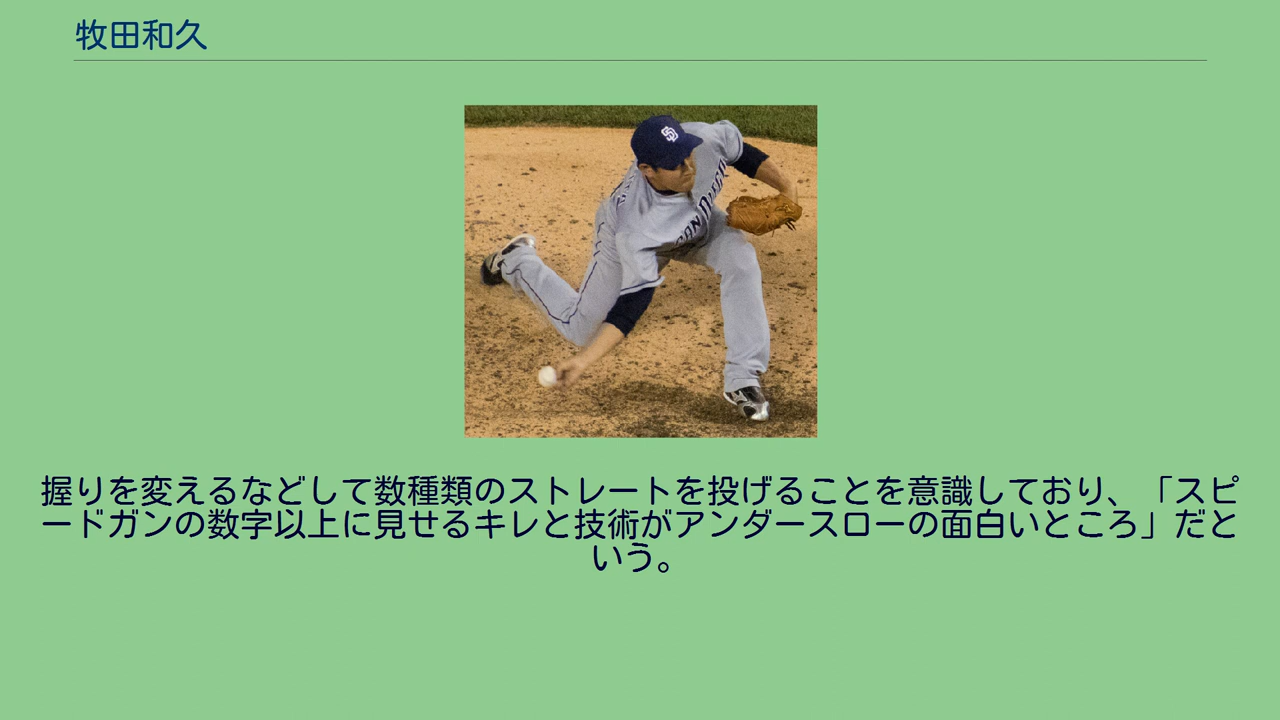 牧田和久
SD
SAN DIEGO
握りを変えるなどして数種類のストレートを投げることを意識しており、「スピ
ードガンの数字以上に見せるキレと技術がアンダースローの面白いところ」だと
いう。